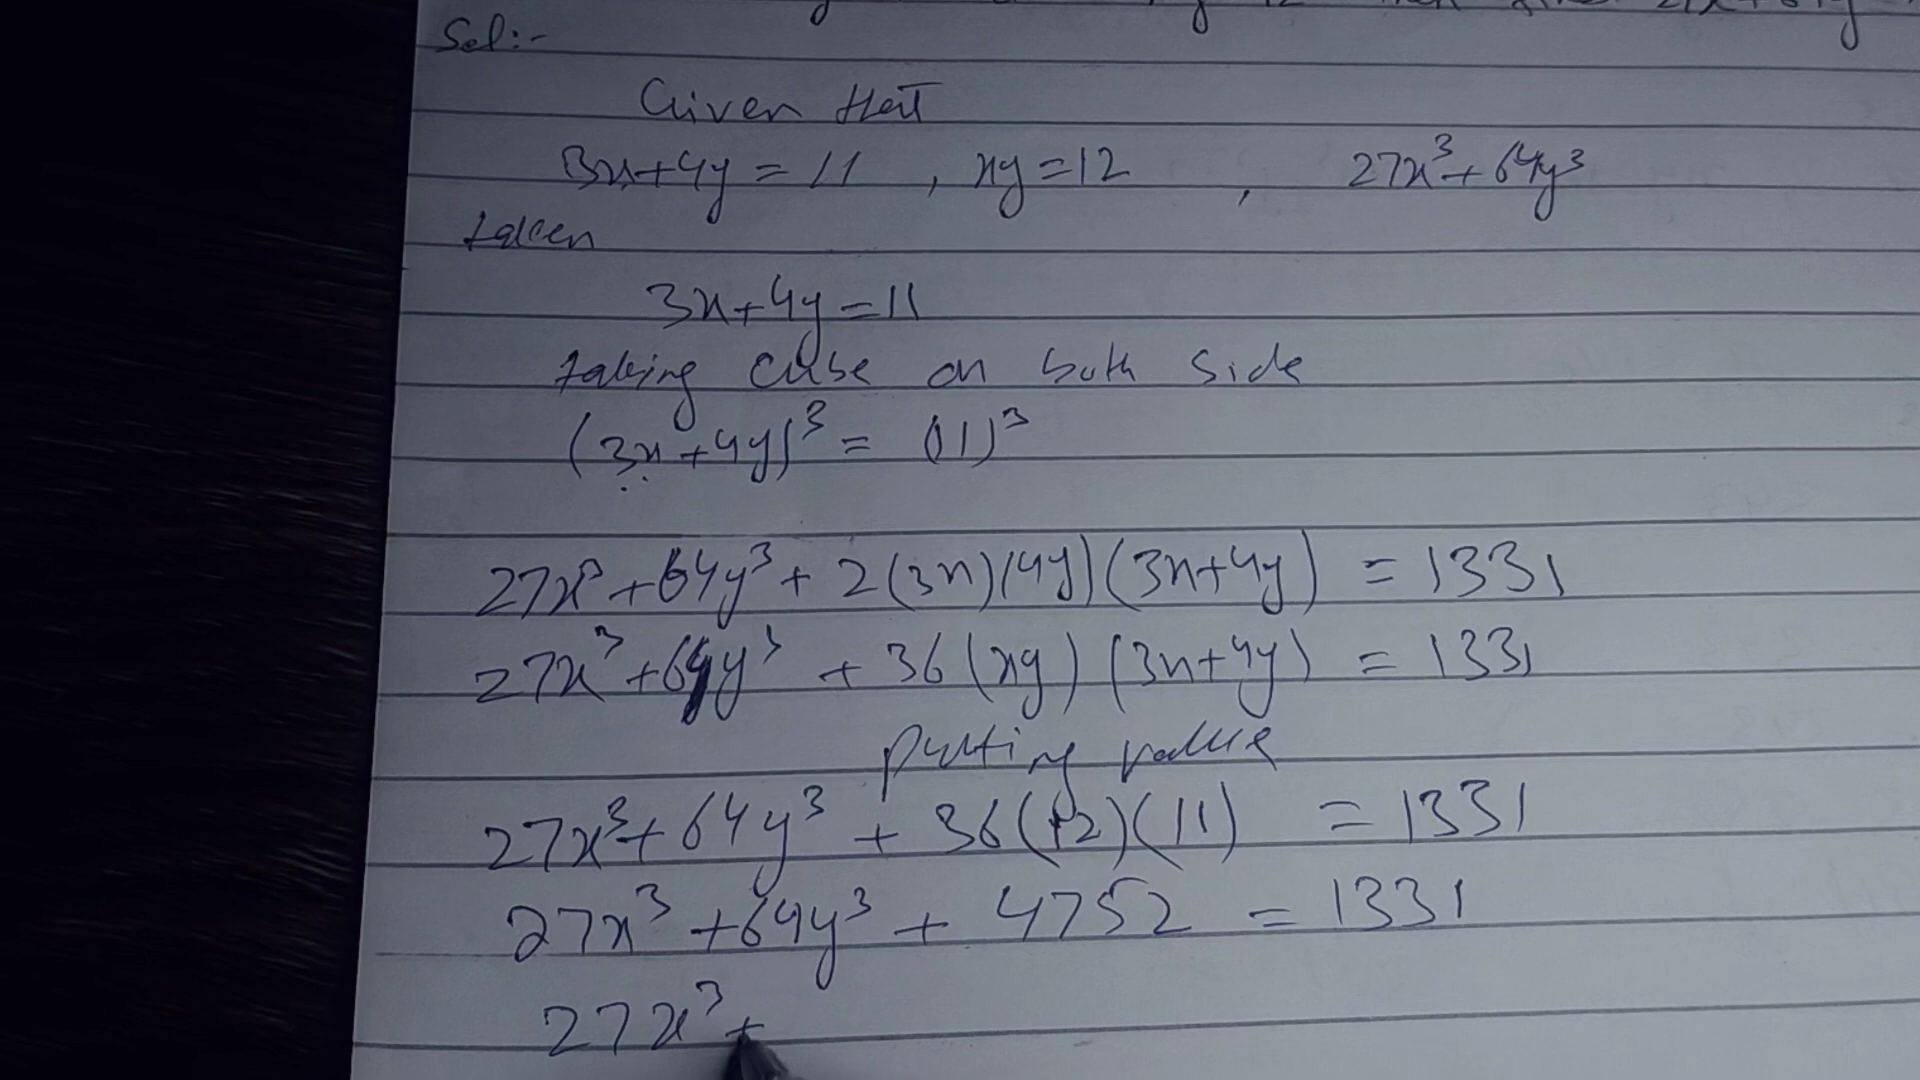 Sol:-
Given that
3x+4y=11 , xy=12 , 27x³+64y³
taken
3x+4y=11
taking cube on both side
(3x+4y)³ = (11)³
27x³+64y³+2(3x)(4y)(3x+4y) = 1331
27x³+64y³ + 36(xy)(3x+4y) = 1331
putting value
27x³+64y³ + 36(12)(11) = 1331
27x³+64y³ + 4752 = 1331
27x³+